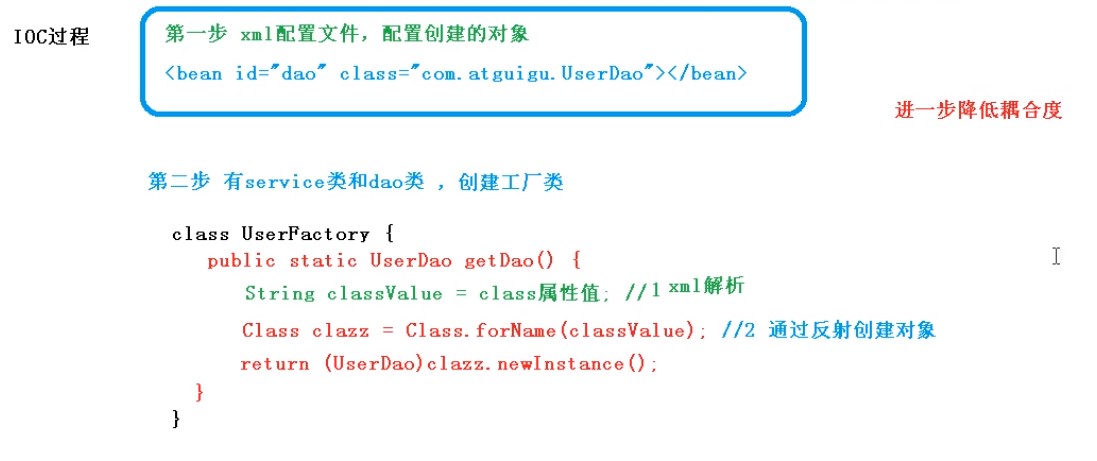 IOC过程
第一步 xml配置文件，配置创建的对象
<bean id="dao" class="com.atguigu.UserDao"></bean>
进一步降低耦合度
第二步 有service类和dao类 ，创建工厂类
class UserFactory {
public static UserDao getDao() {
String classValue = class属性值; //1 xml解析
Class clazz = Class.forName(classValue); //2 通过反射创建对象
return (UserDao)clazz.newInstance();
}
}